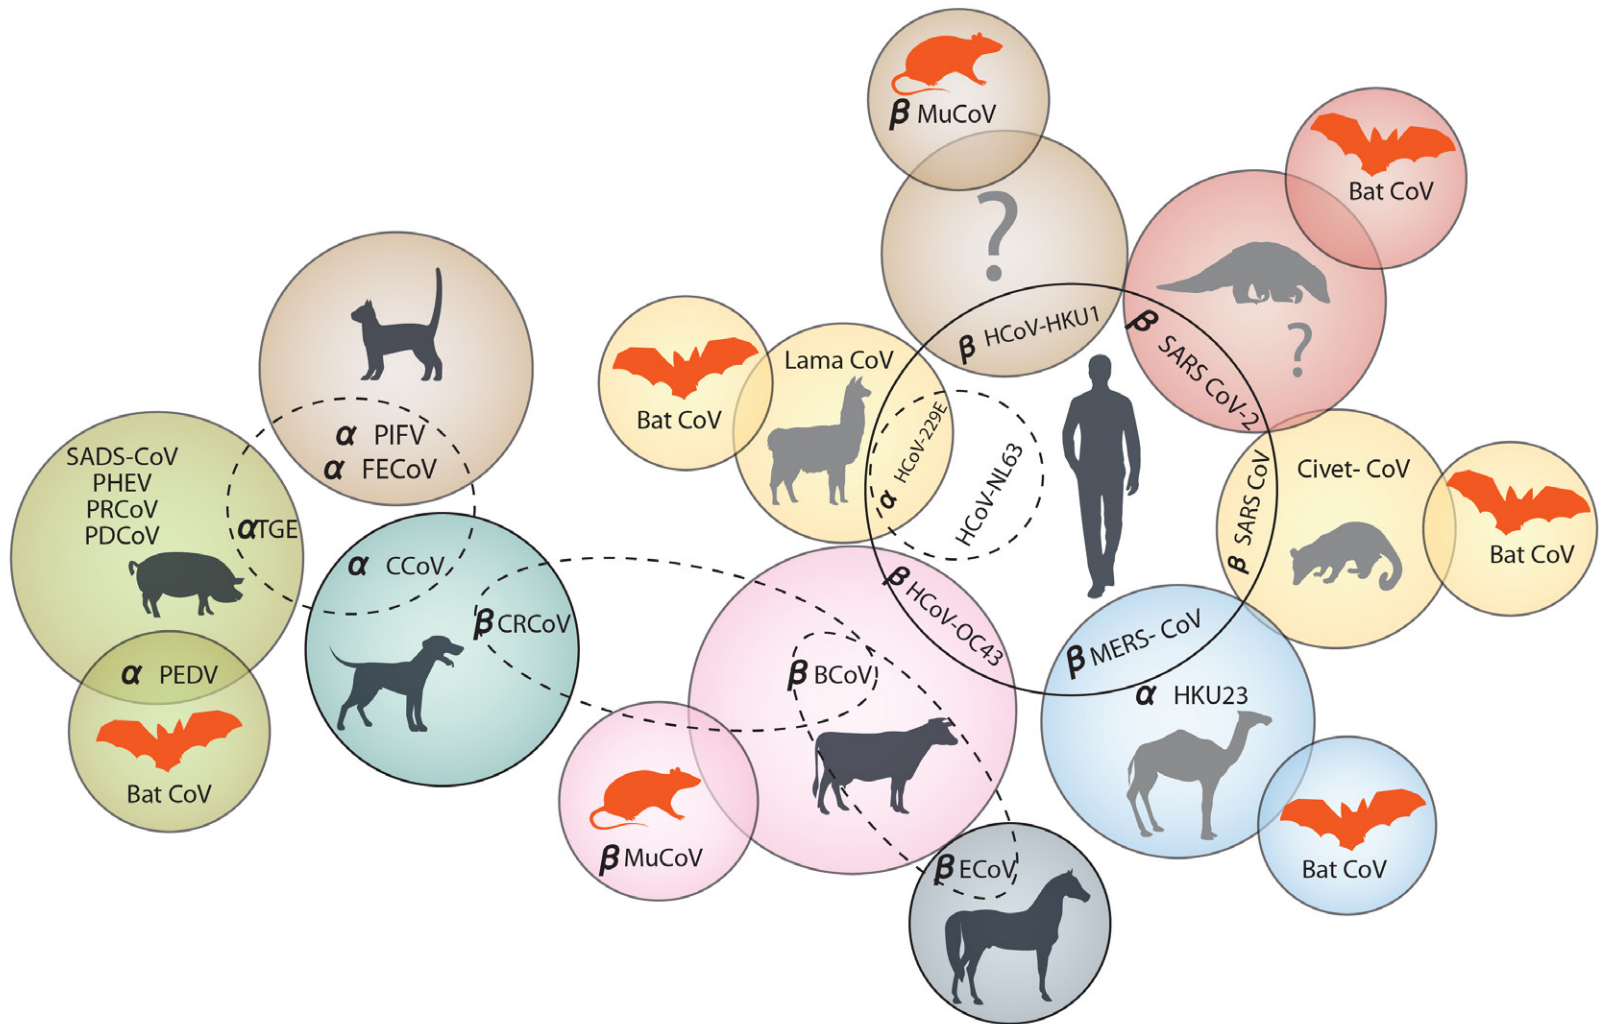 β MuCoV
?
β HCoV-HKU1
Bat CoV
?
β SARS CoV-2
Bat CoV
Lama CoV
α HCoV-229E
HCoV-NL63
Civet- CoV
β SARS CoV
Bat CoV
α PIFV
α FECoV
SADS-CoV
PHEV
PRCoV
PDCoV
αTGE
α PEDV
Bat CoV
α CCoV
β CRCoV
β HCoV-OC43
β BCoV
β MuCoV
β ECoV
β MERS- CoV
α HKU23
Bat CoV